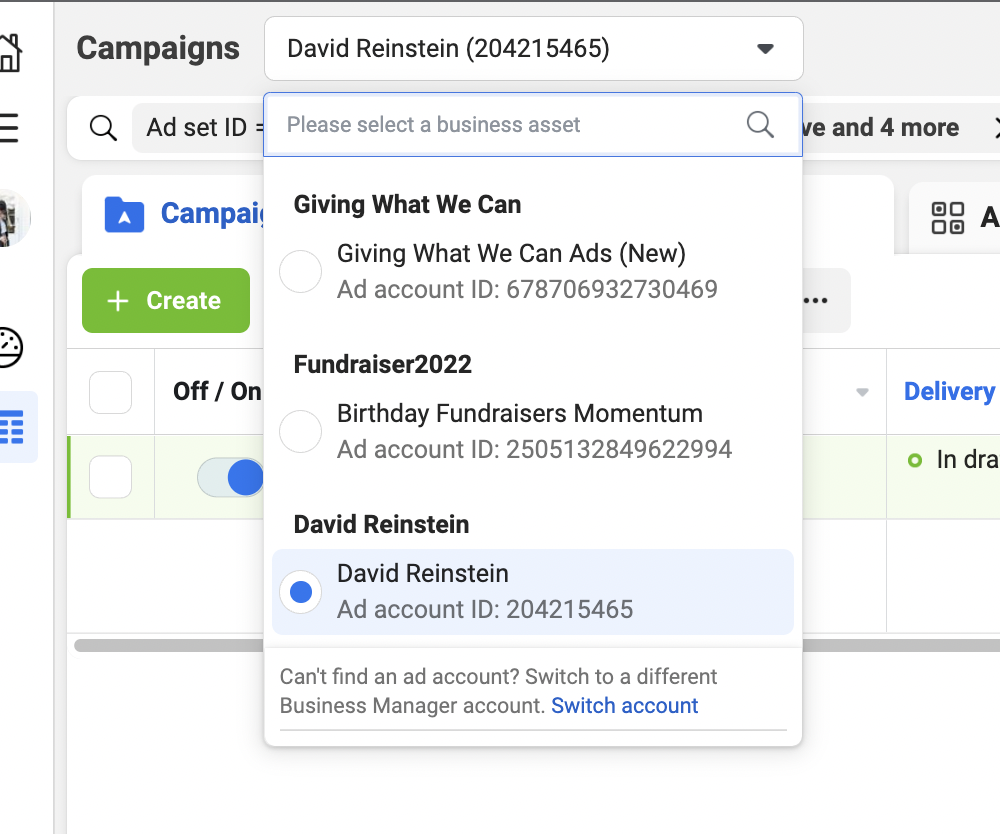 Campaigns
David Reinstein (204215465)
Ad set ID =
and 4 more
Please select a business asset
Giving What We Can
Giving What We Can Ads (New)
Ad account ID: 678706932730469
Create
Off / On
Delivery
Fundraiser2022
Birthday Fundraisers Momentum
Ad account ID: 2505132849622994
In
David Reinstein
David Reinstein
Ad account ID: 204215465
Can't find an ad account? Switch to a different
Business Manager account. Switch account